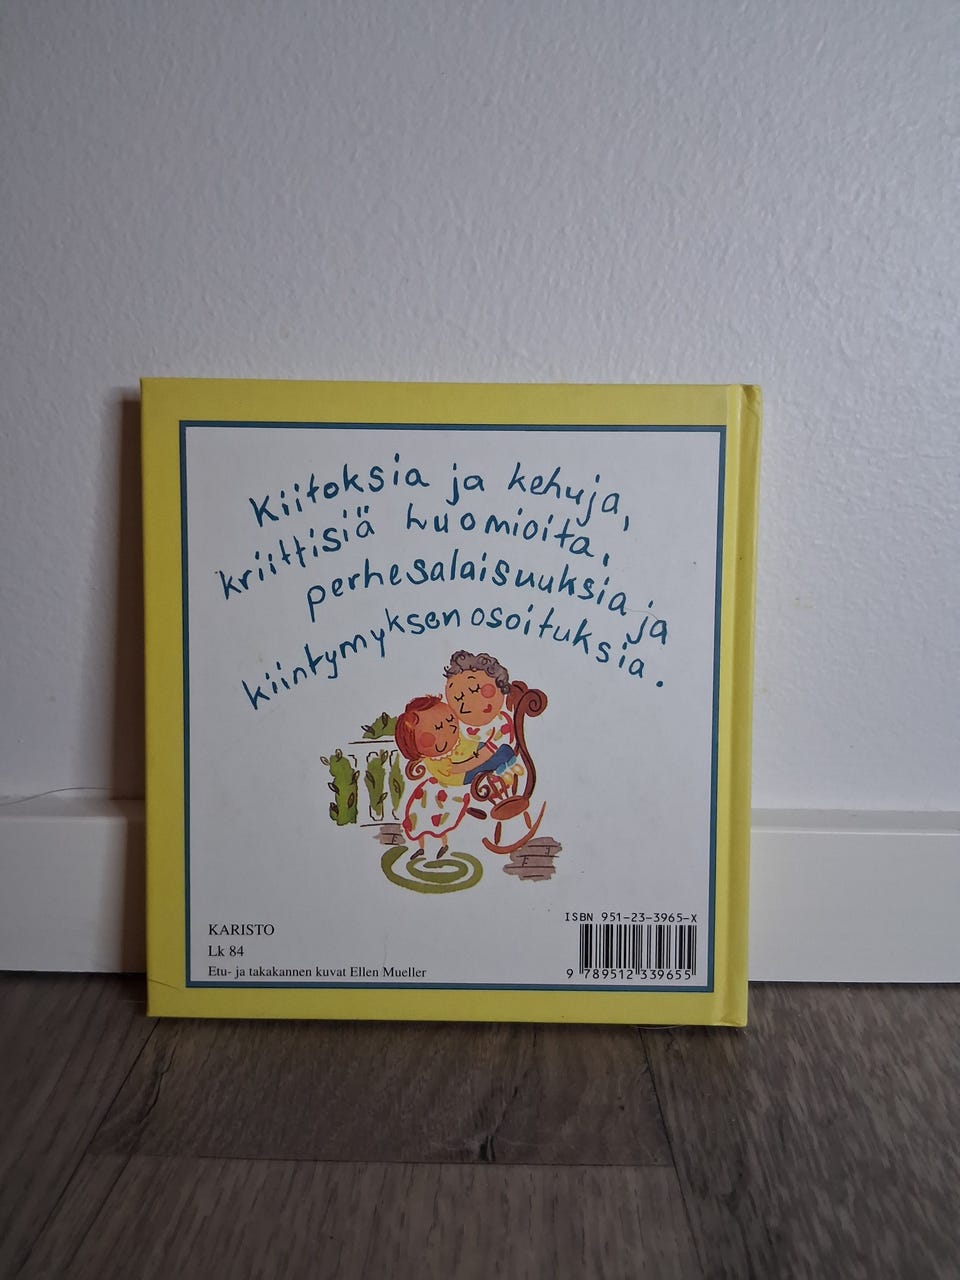 Kiitoksia ja kehuja,
kriittisiä huomioita,
perhesalaisuuksia ja
kiintymyksen osoituksia.
KARISTO
Lk 84
Etu- ja takakannen kuvat Ellen Mueller
ISBN 951-23-3965-X
9 789512 339655